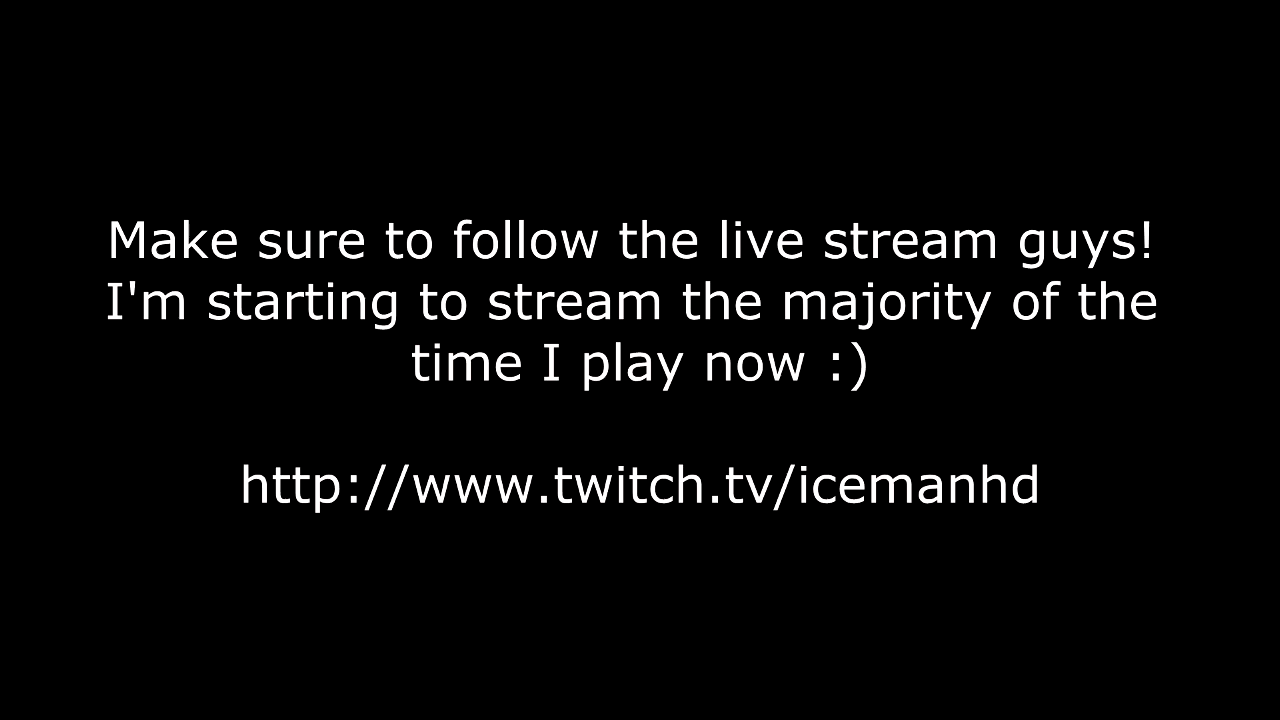 Make sure to follow the live stream guys!
I'm starting to stream the majority of the
time I play now :)
http://www.twitch.tv/icemanhd